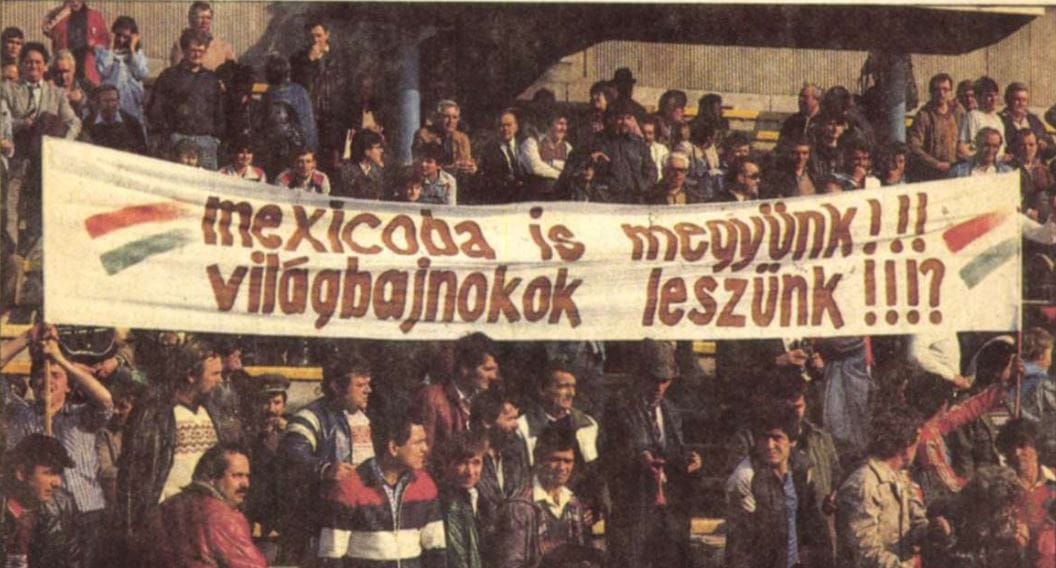 mexicoba is megyünk!!!
világbajnokok leszünk!!!?